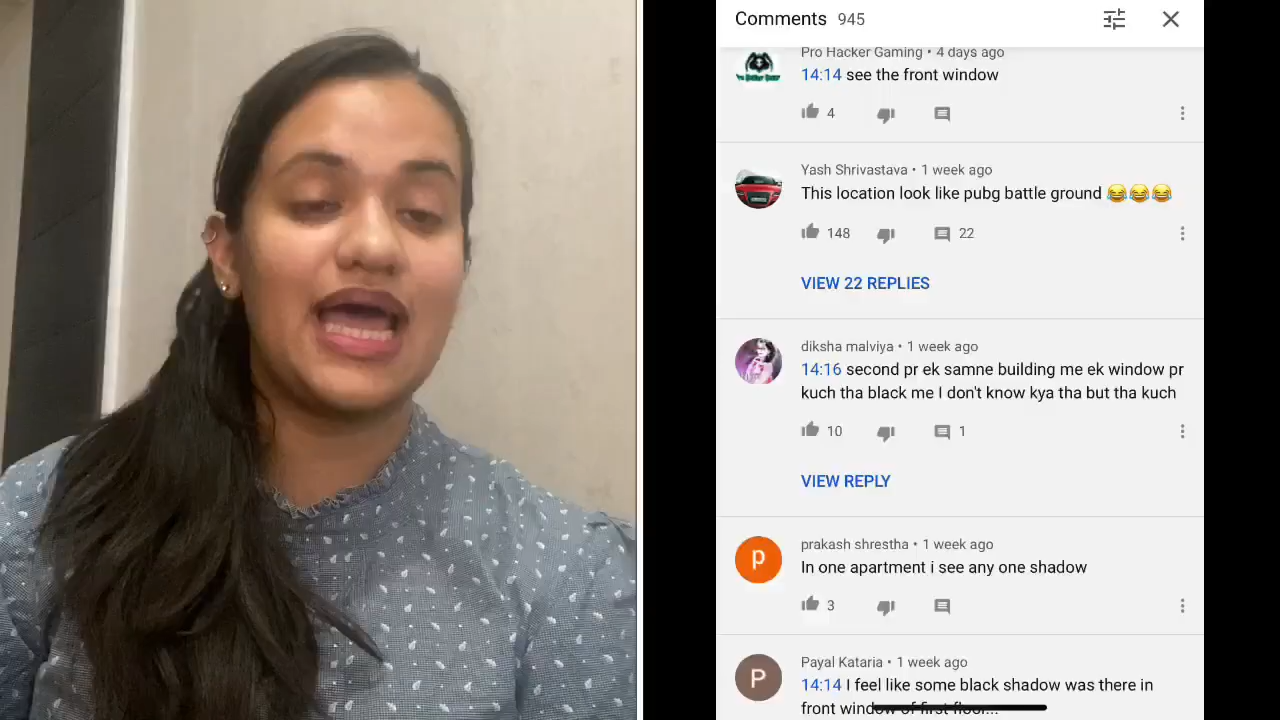 Comments 945
Pro Hacker Gaming • 4 days ago
14:14 see the front window
4
Yash Shrivastava • 1 week ago
This location look like pubg battle ground 😂😂😂
148 22
VIEW 22 REPLIES
diksha malviya • 1 week ago
14:16 second pr ek samne building me ek window pr
kuch tha black me I don't know kya tha but tha kuch
10 1
VIEW REPLY
p
prakash shrestha • 1 week ago
In one apartment i see any one shadow
3
P
Payal Kataria • 1 week ago
14:14 I feel like some black shadow was there in
front window of first floor...